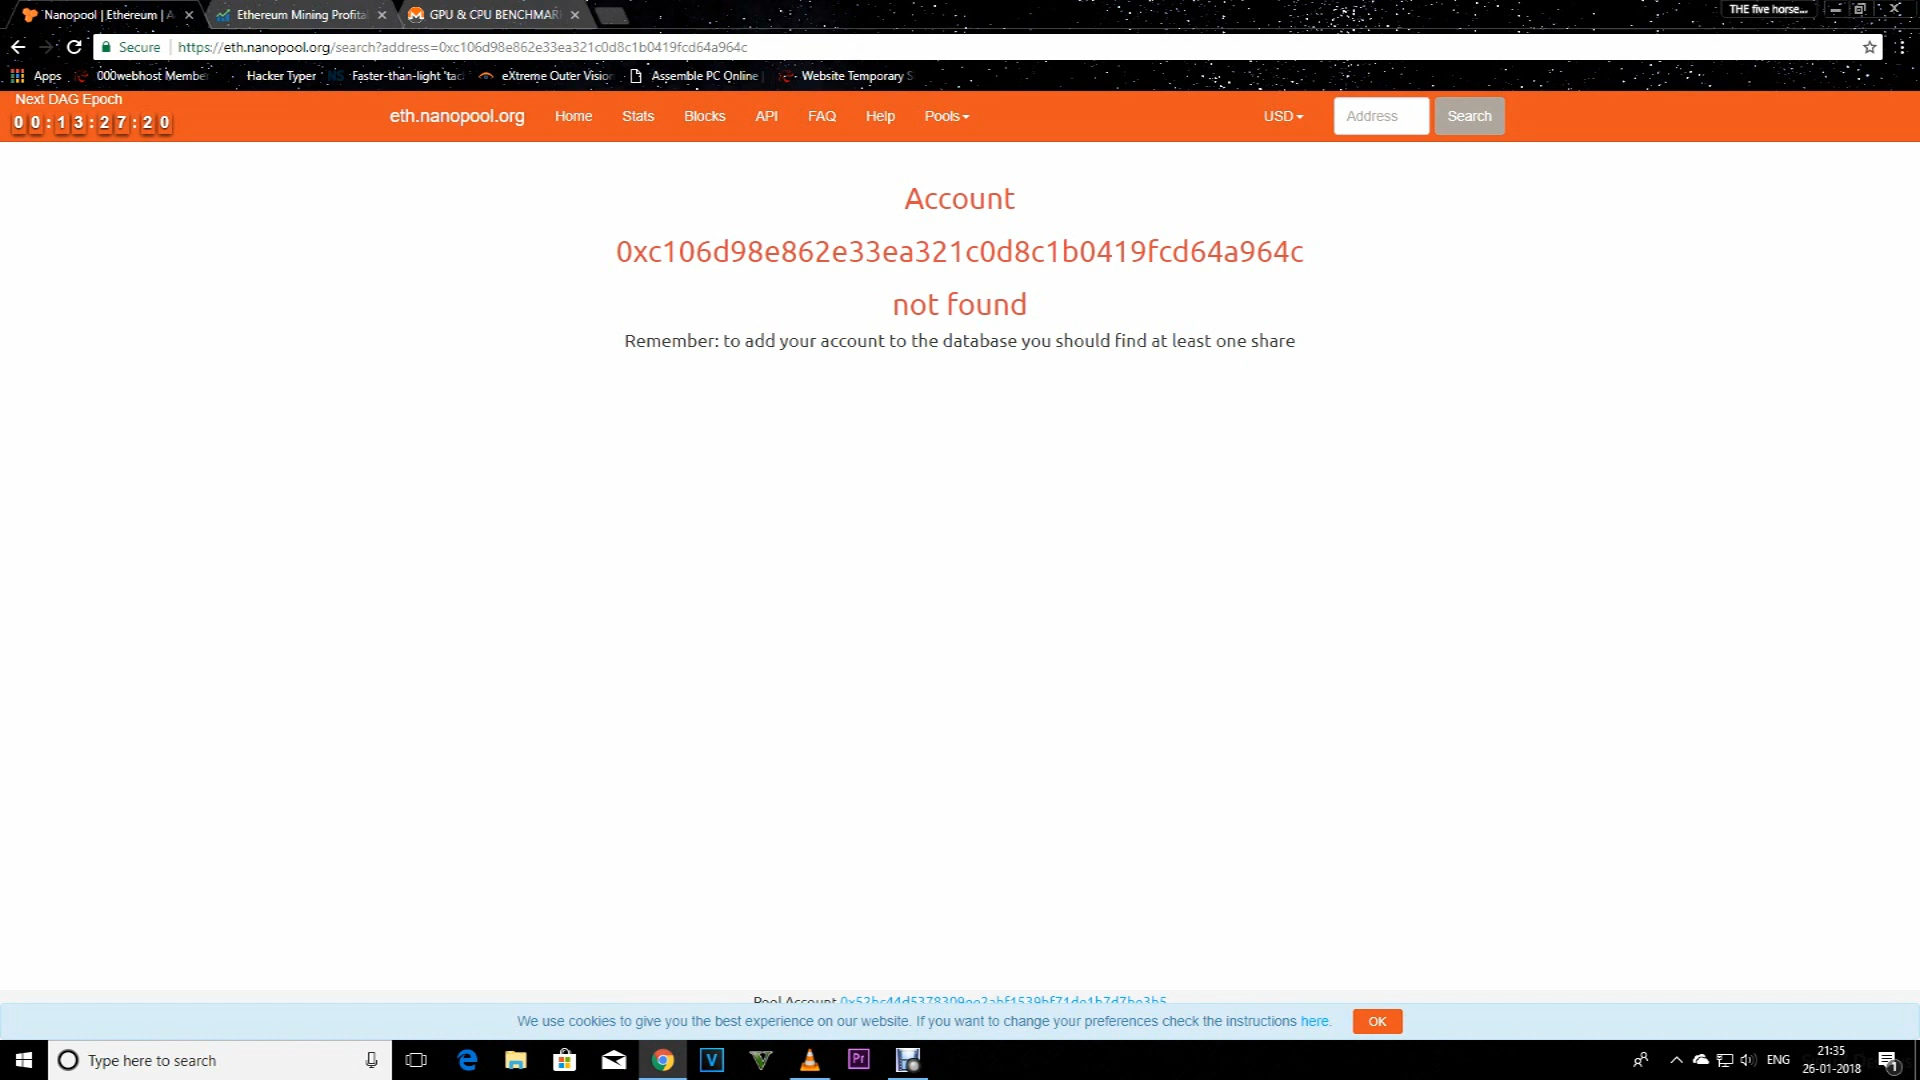 Nanopool | Ethereum | A
Ethereum Mining Profita
GPU & CPU BENCHMAR
THE five horse...
Secure
https://eth.nanopool.org/search?address=0xc106d98e862e33ea321c0d8c1b0419fcd64a964c
Apps
000webhost Membe
Hacker Typer
Faster-than-light 'tac
eXtreme Outer Vision
Assemble PC Online
Website Temporary S
Next DAG Epoch
00:13:27:20
eth.nanopool.org
Home
Stats
Blocks
API
FAQ
Help
Pools
USD
Address
Search
Account
0xc106d98e862e33ea321c0d8c1b0419fcd64a964c
not found
Remember: to add your account to the database you should find at least one share
Pool Account
We use cookies to give you the best experience on our website. If you want to change your preferences check the instructions here.
OK
Type here to search
V
Pr
ENG
21:35
26-01-2018
1